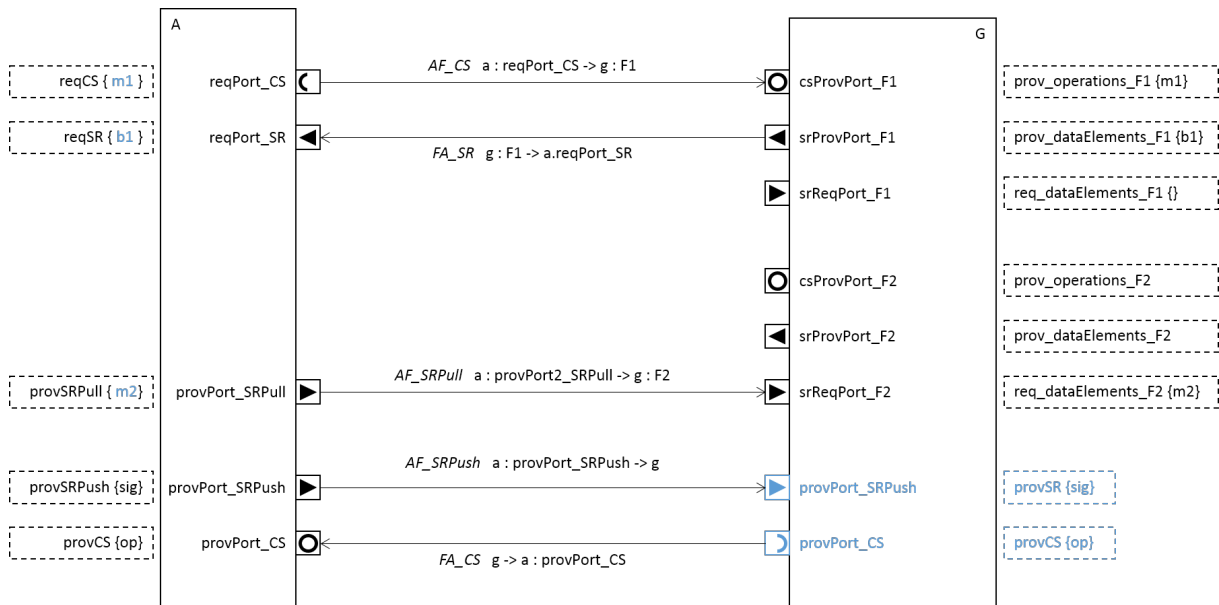 A
G
AF_CS a : reqPort_CS -> g : F1
reqCS { m1 }
reqPort_CS
csProvPort_F1
prov_operations_F1 {m1}
reqSR { b1 }
reqPort_SR
srProvPort_F1
prov_dataElements_F1 {b1}
FA_SR g : F1 -> a.reqPort_SR
srReqPort_F1
req_dataElements_F1 {}
csProvPort_F2
prov_operations_F2
srProvPort_F2
prov_dataElements_F2
AF_SRPull a : provPort2_SRPull -> g : F2
provSRPull { m2}
provPort_SRPull
srReqPort_F2
req_dataElements_F2 {m2}
AF_SRPush a : provPort_SRPush -> g
provSRPush {sig}
provPort_SRPush
provPort_SRPush
provSR {sig}
provCS {op}
provPort_CS
provPort_CS
provCS {op}
FA_CS g -> a : provPort_CS